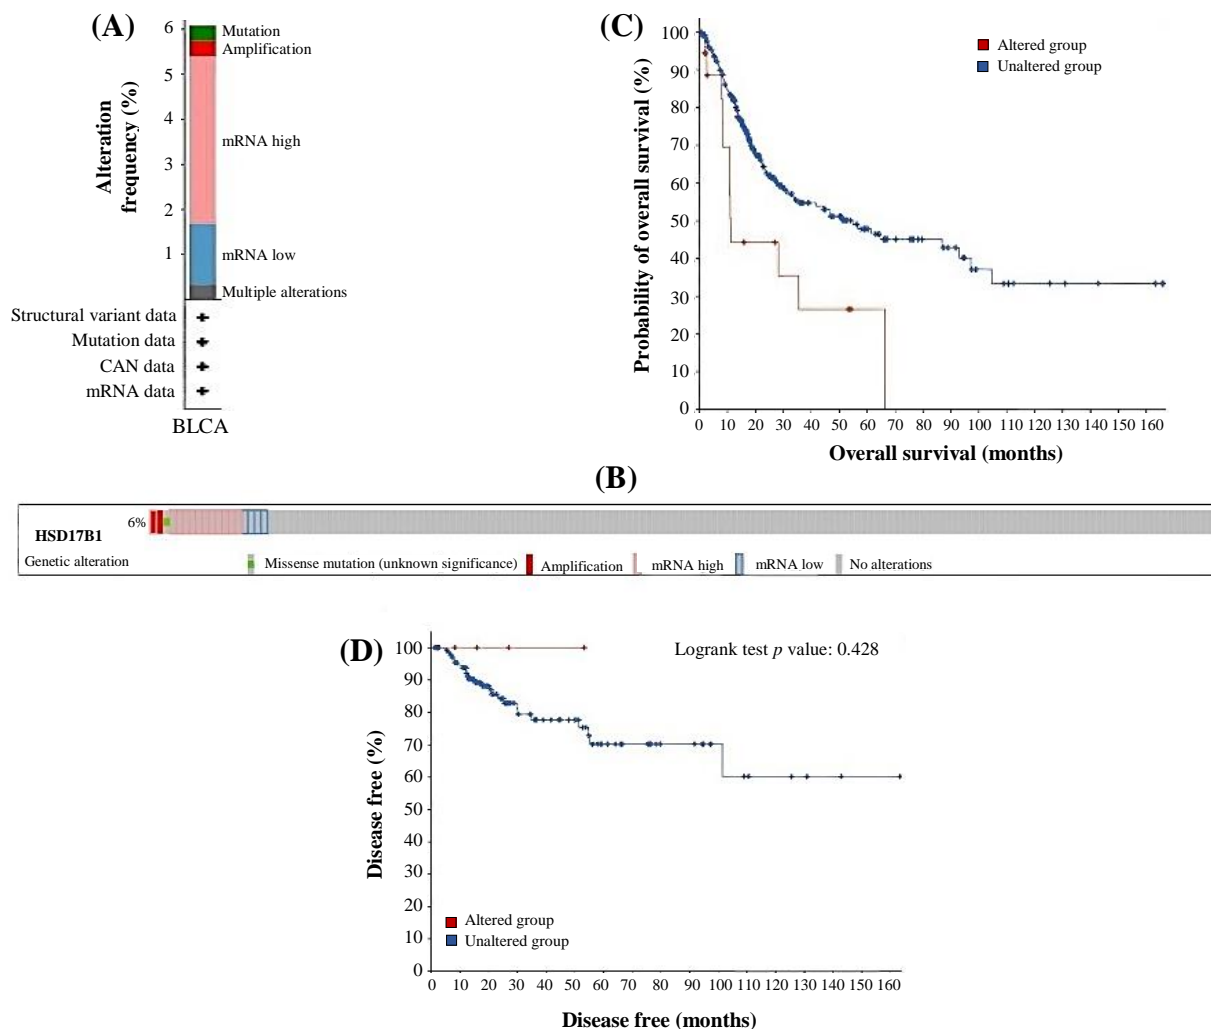 (A)
6
5
4
3
2
1
Alteration
frequency (%)
Mutation
Amplification
mRNA high
mRNA low
Multiple alterations
Structural variant data
Mutation data
CAN data
mRNA data
BLCA
(C)
100
90
80
70
60
50
40
30
20
10
0
Probability of overall survival (%)
Altered group
Unaltered group
0 10 20 30 40 50 60 70 80 90 100 110 120 130 140 150 160
Overall survival (months)
(B)
HSD17B1
6%
Genetic alteration
Missense mutation (unknown significance) Amplification mRNA high mRNA low No alterations
(D)
100
90
80
70
60
50
40
30
20
10
0
Disease free (%)
Logrank test p value: 0.428
Altered group
Unaltered group
0 10 20 30 40 50 60 70 80 90 100 110 120 130 140 150 160
Disease free (months)